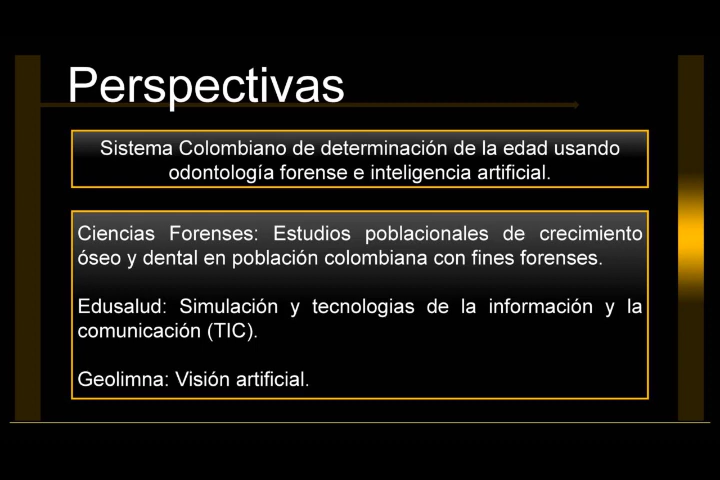 Perspectivas
Sistema Colombiano de determinación de la edad usando
odontología forense e inteligencia artificial.
Ciencias Forenses: Estudios poblacionales de crecimiento
óseo y dental en población colombiana con fines forenses.
Edusalud: Simulación y tecnologias de la información y la
comunicación (TIC).
Geolimna: Visión artificial.